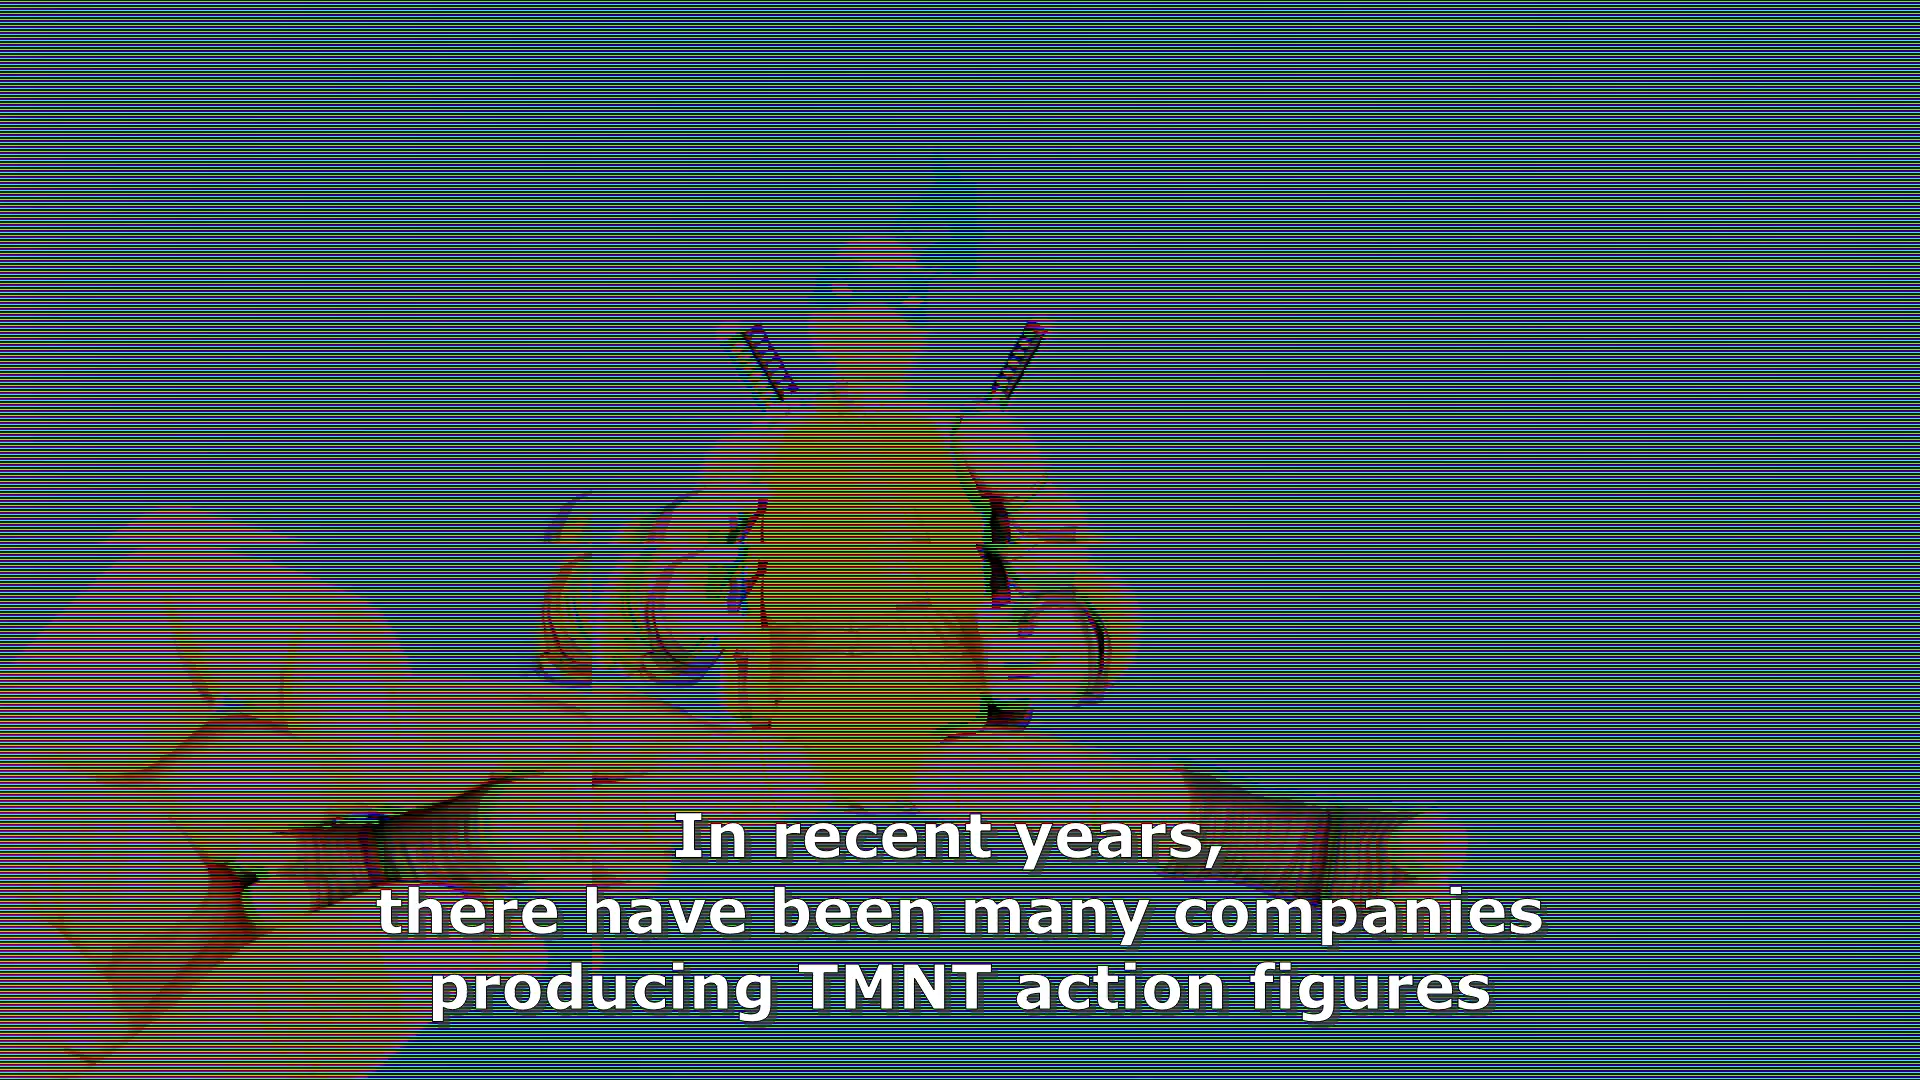 In recent years,
there have been many companies
producing TMNT action figures